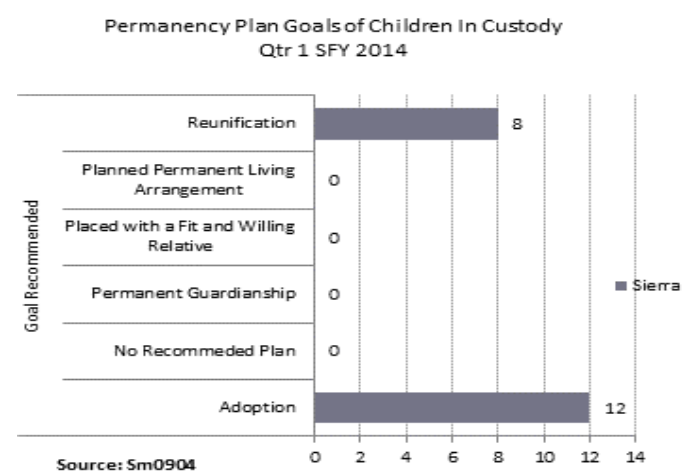 Permanency Plan Goals of Children In Custody
Qtr 1 SFY 2014
Goal Recommended
Reunification
8
Planned Permanent Living
Arrangement
0
Placed with a Fit and Willing
Relative
0
Permanent Guardianship
0
No Recommeded Plan
0
Adoption
12
Sierra
0 2 4 6 8 10 12 14
Source: Sm0904